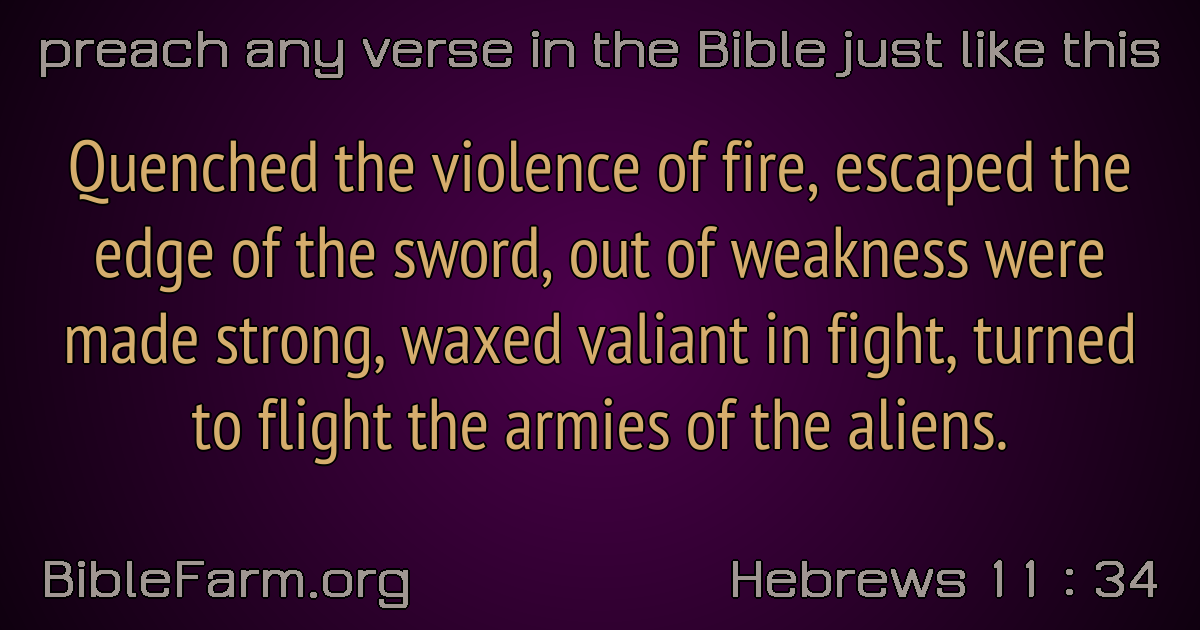 preach any verse in the Bible just like this
Quenched the violence of fire, escaped the
edge of the sword, out of weakness were
made strong, waxed valiant in fight, turned
to flight the armies of the aliens.
BibleFarm.org
Hebrews 11 : 34